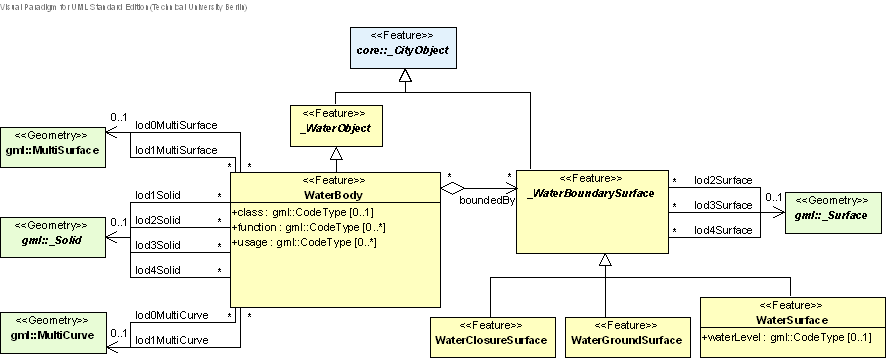 Visual Paradigm for UML Standard Edition(Technical University Berlin)
<<Feature>>
core::_CityObject
<<Feature>>
_WaterObject
<<Geometry>>
gml::MultiSurface
0..1
lod0MultiSurface
lod1MultiSurface
* *
<<Feature>>
WaterBody
+class : gml::CodeType [0..1]
+function : gml::CodeType [0..*]
+usage : gml::CodeType [0..*]
* *
boundedBy
<<Feature>>
_WaterBoundarySurface
* lod2Surface
* lod3Surface
* lod4Surface
0..1
<<Geometry>>
gml::_Surface
lod1Solid *
lod2Solid *
lod3Solid *
lod4Solid *
0..1
<<Geometry>>
gml::_Solid
<<Geometry>>
gml::MultiCurve
0..1
lod0MultiCurve
lod1MultiCurve
* *
<<Feature>>
WaterClosureSurface
<<Feature>>
WaterGroundSurface
<<Feature>>
WaterSurface
+waterLevel : gml::CodeType [0..1]